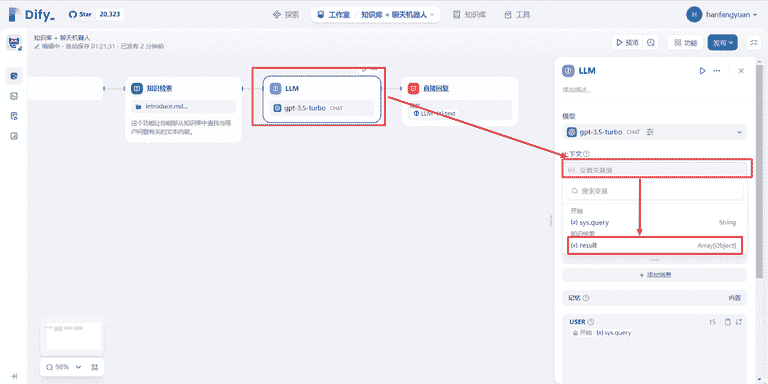 Dify_
Star 20,323
探索
工作室 / 知识库 + 聊天机器人
知识库
工具
H hanfangyuan
知识库 + 聊天机器人
编辑中 · 自动保存 01:21:31 · 已发布 2 分钟前
预览
功能
发布
知识检索
introduce.md...
这个功能让你能够从知识库中查找与用户问题有关的文本内容。
LLM
gpt-3.5-turbo CHAT
直接回复
LLM
text
LLM
添加描述...
模型
gpt-3.5-turbo CHAT
上下文
设置变量值
搜索变量
开始
{x} sys.query String
知识检索
{x} result Array[Object]
+ 添加消息
记忆 内置
USER 15
开始 {x} sys.query
98%